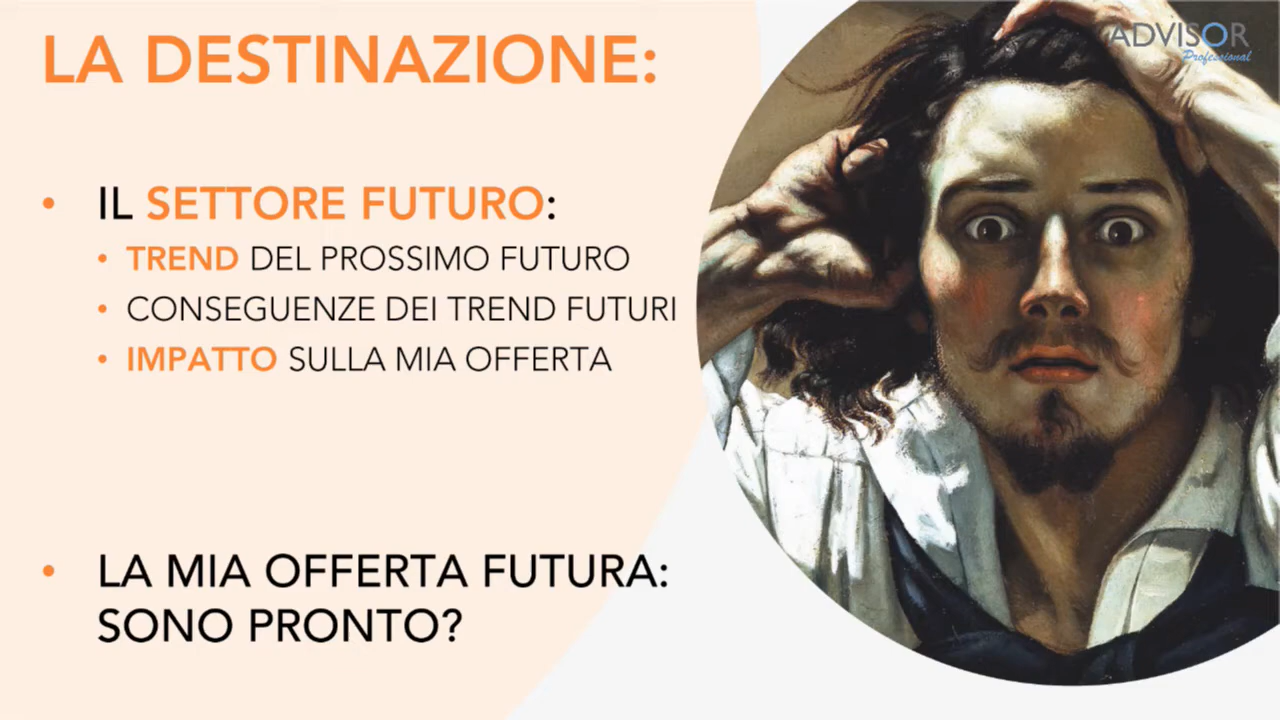 LA DESTINAZIONE:
ADVISOR
Professional
• IL SETTORE FUTURO:
• TREND DEL PROSSIMO FUTURO
• CONSEGUENZE DEI TREND FUTURI
• IMPATTO SULLA MIA OFFERTA
• LA MIA OFFERTA FUTURA:
SONO PRONTO?